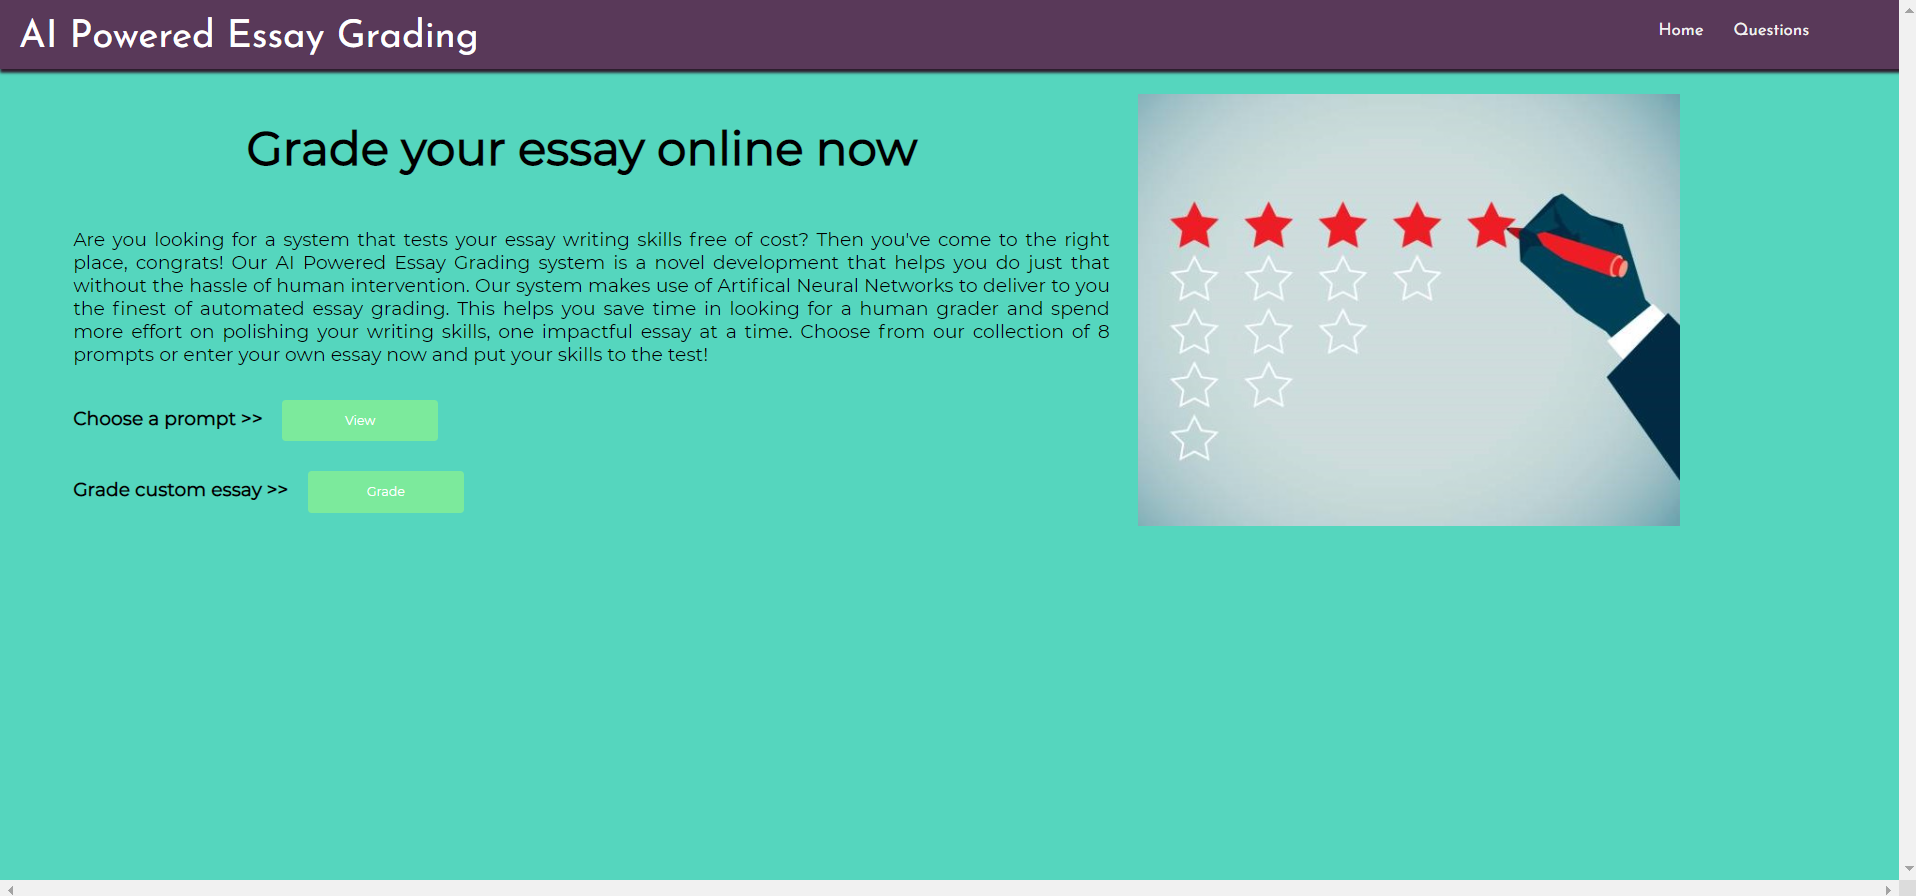 AI Powered Essay Grading
Home Questions
Grade your essay online now
Are you looking for a system that tests your essay writing skills free of cost? Then you've come to the right
place, congrats! Our AI Powered Essay Grading system is a novel development that helps you do just that
without the hassle of human intervention. Our system makes use of Artifical Neural Networks to deliver to you
the finest of automated essay grading. This helps you save time in looking for a human grader and spend
more effort on polishing your writing skills, one impactful essay at a time. Choose from our collection of 8
prompts or enter your own essay now and put your skills to the test!
Choose a prompt >> View
Grade custom essay >> Grade